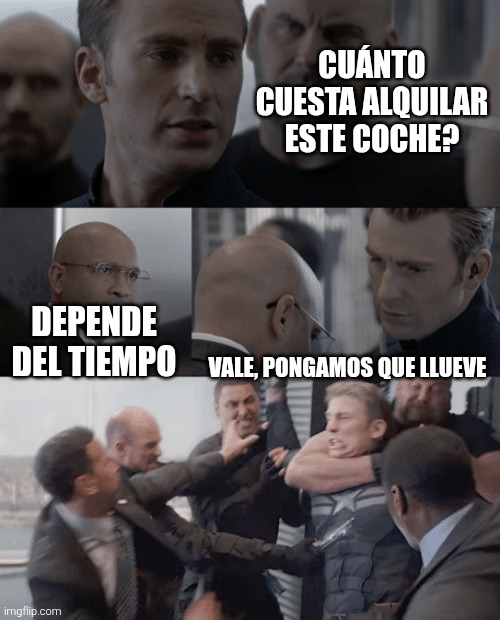 CUÁNTO
CUESTA ALQUILAR
ESTE COCHE?
DEPENDE
DEL TIEMPO
VALE, PONGAMOS QUE LLUEVE
imgflip.com